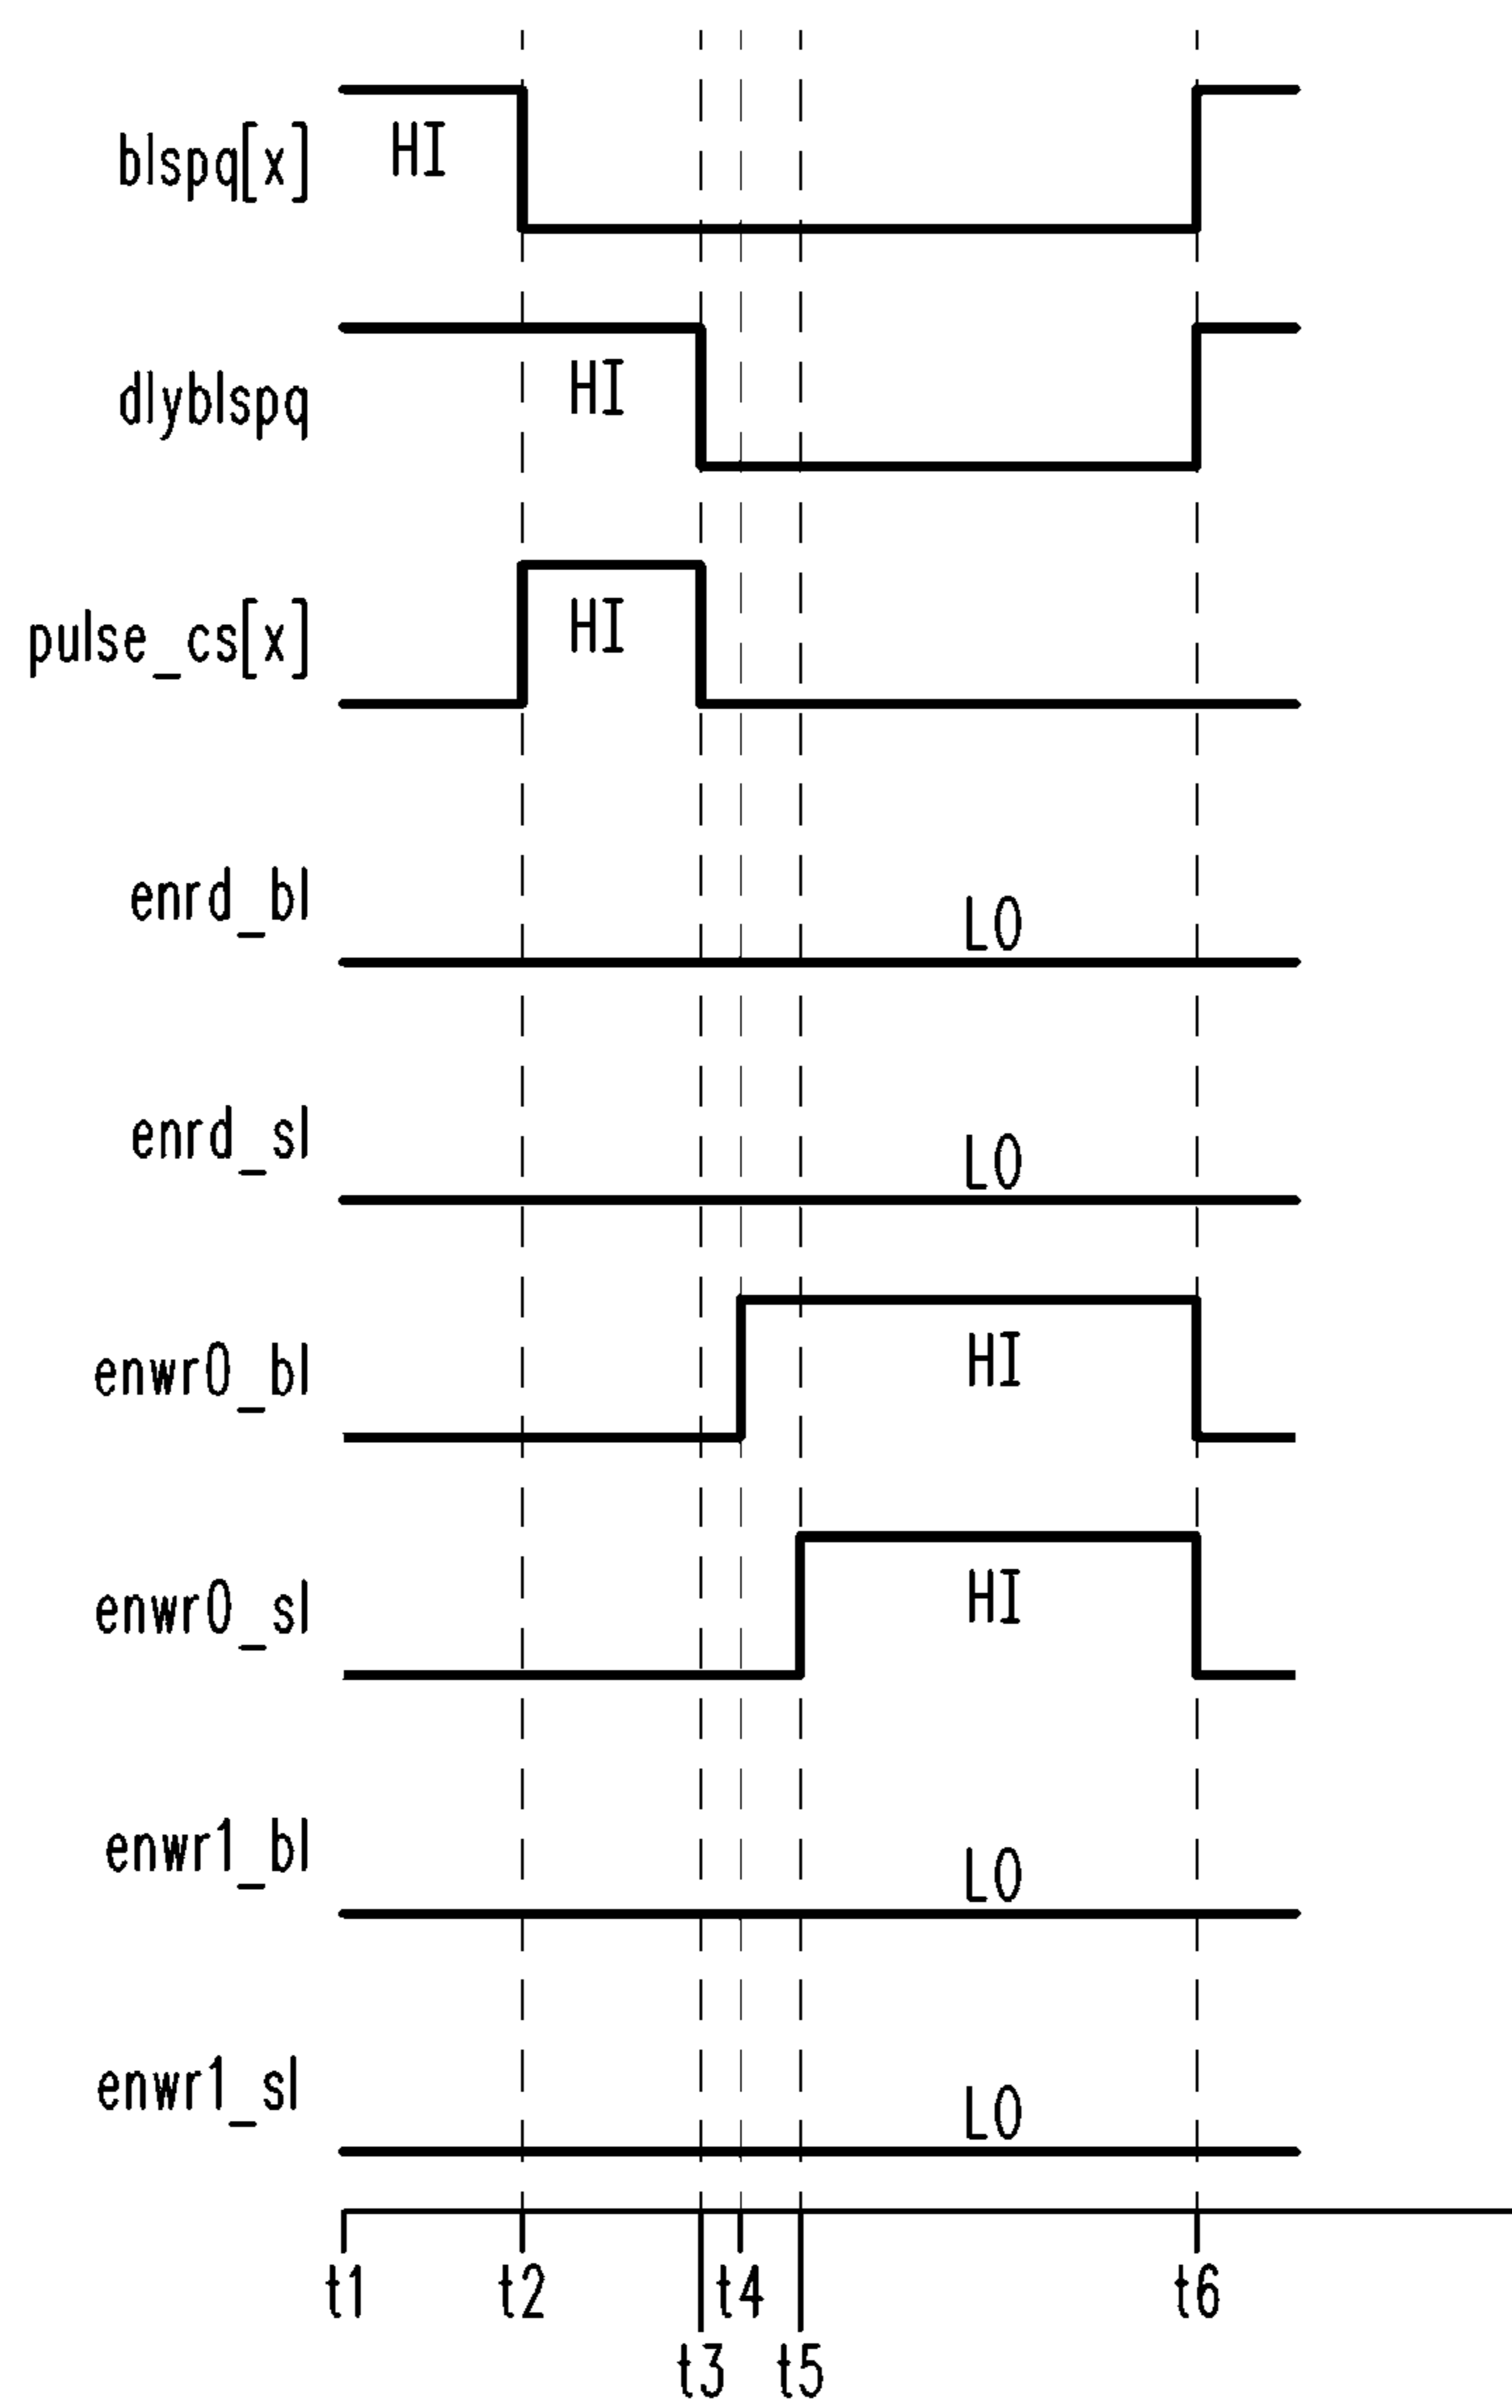 blspq[x] HI
dlyblspq HI
pulse_cs[x] HI
enrd_bl LO
enrd_sl LO
enwr0_bl HI
enwr0_sl HI
enwr1_bl LO
enwr1_sl LO
t1 t2 t4 t6
t3 t5